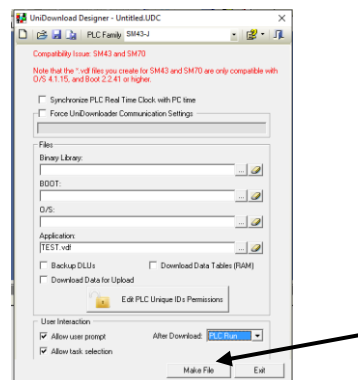 UniDownload Designer - Untitled.UDC
PLC Family SM43-J
Compatibility Issue: SM43 and SM70
Note that the *.vdf files you create for SM43 and SM70 are only compatible with
O/S 4.1.15, and Boot 2.2.41 or higher.
Synchronize PLC Real Time Clock with PC time
Force UniDownloader Communication Settings
Files
Binary Library:
...
BOOT:
...
O/S:
...
Application:
TEST.vdf ...
Backup DLUs Download Data Tables (RAM)
Download Data for Upload
Edit PLC Unique IDs Permissions
User Interaction
Allow user prompt After Download: PLC Run
Allow task selection
Make File Exit